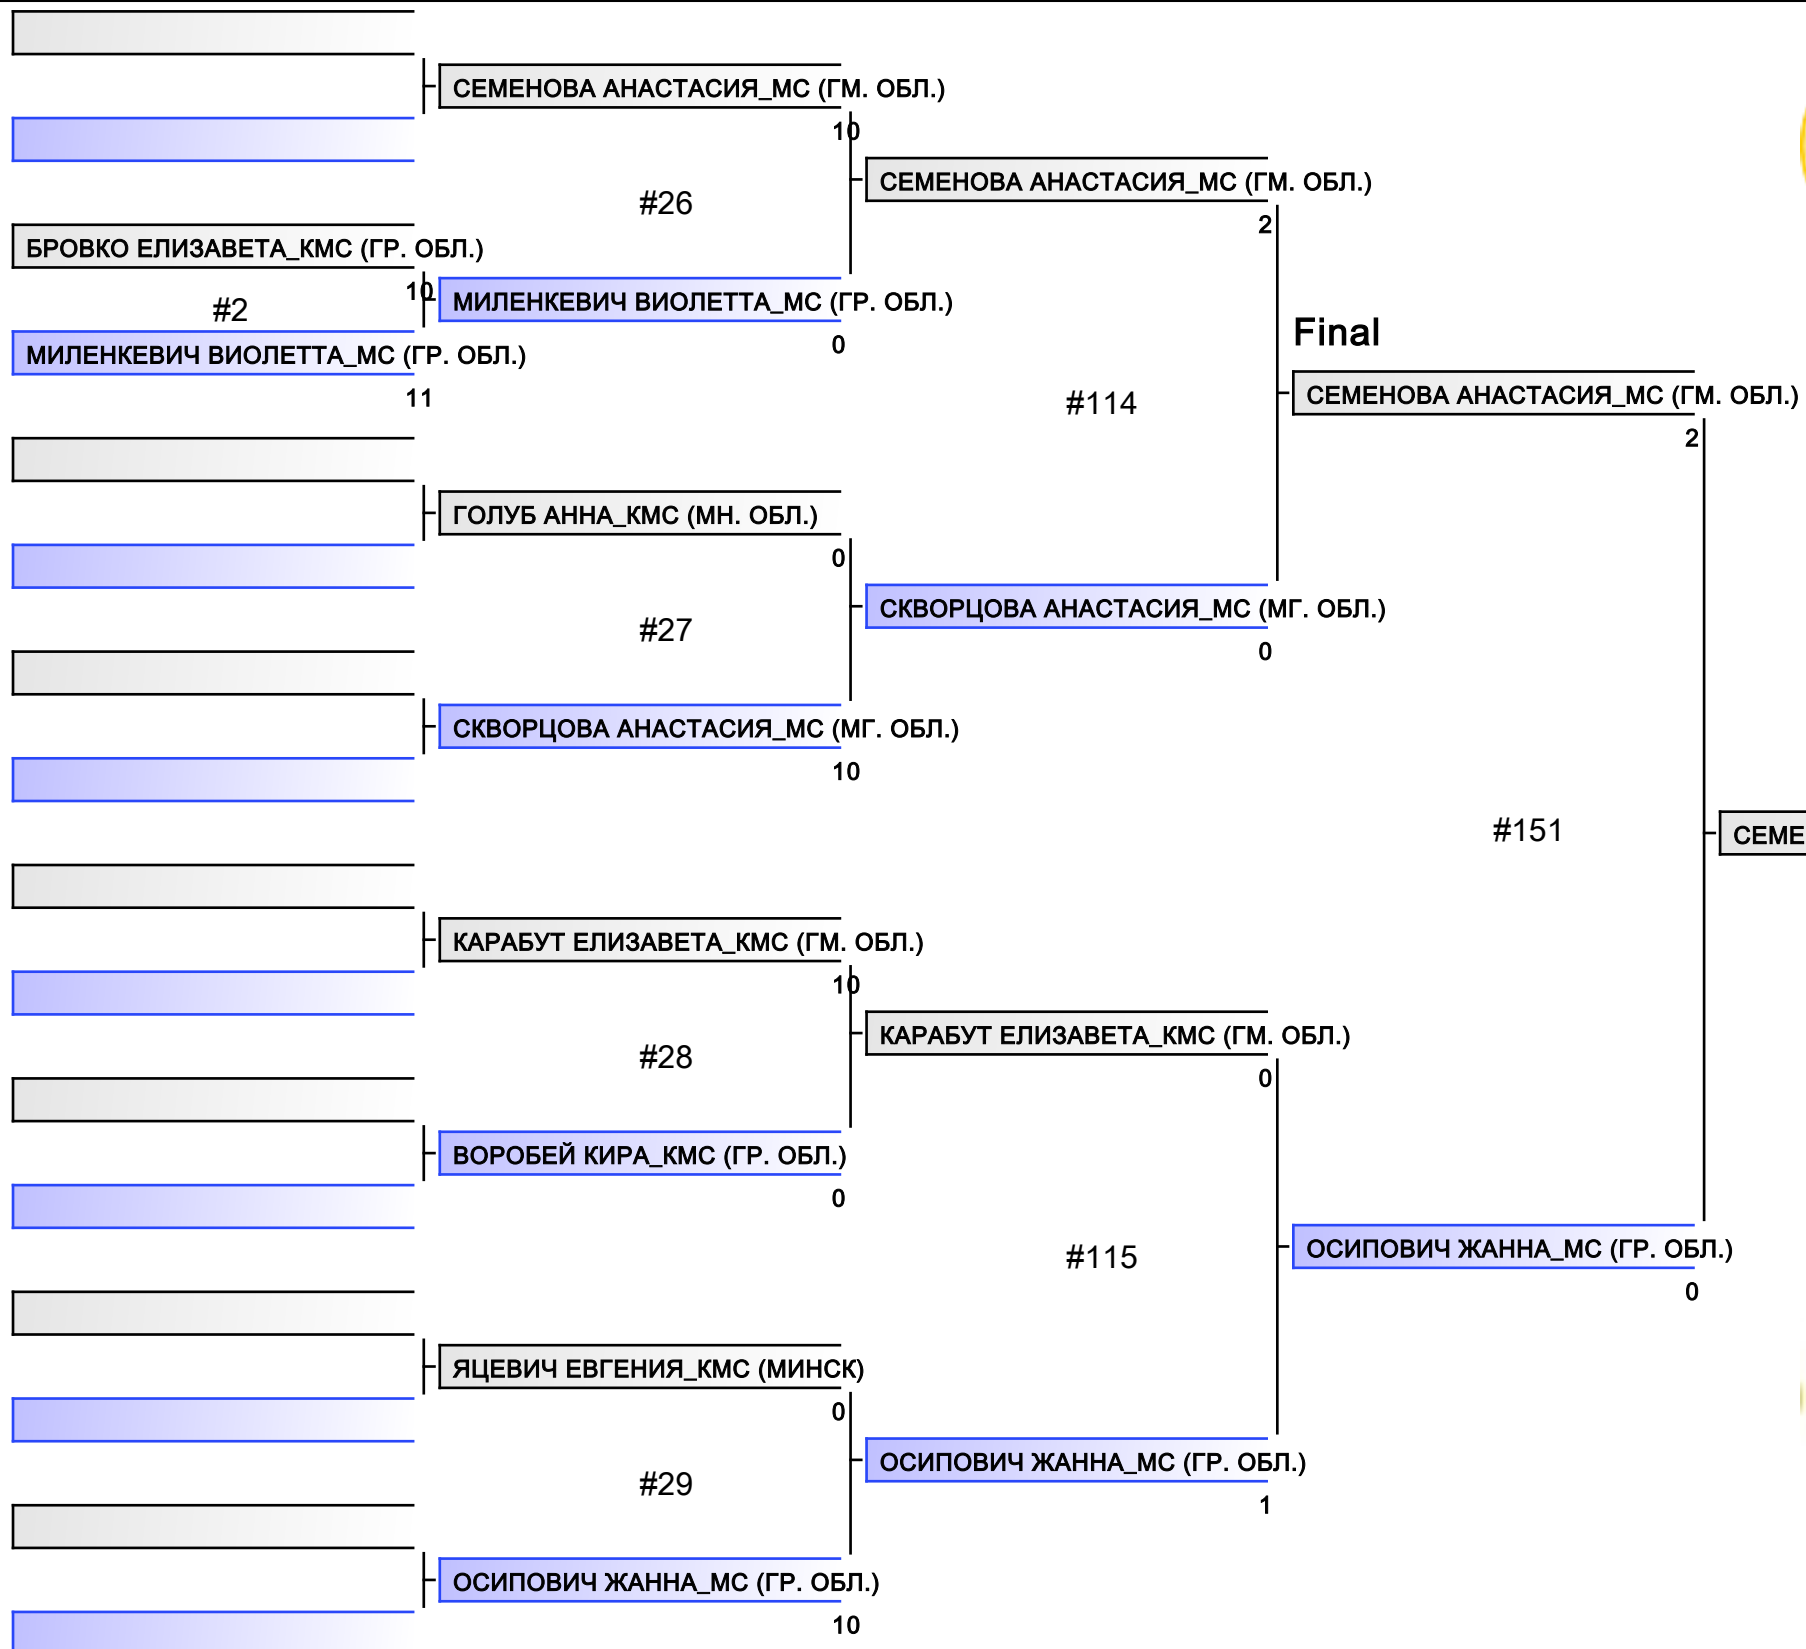 СЕМЕНОВА АНАСТАСИЯ_МС (ГМ. ОБЛ.)
10
#26
БРОВКО ЕЛИЗАВЕТА_КМС (ГР. ОБЛ.)
10
#2
МИЛЕНКЕВИЧ ВИОЛЕТТА_МС (ГР. ОБЛ.)
11
МИЛЕНКЕВИЧ ВИОЛЕТТА_МС (ГР. ОБЛ.)
0
СЕМЕНОВА АНАСТАСИЯ_МС (ГМ. ОБЛ.)
2
#114
ГОЛУБ АННА_КМС (МН. ОБЛ.)
0
#27
СКВОРЦОВА АНАСТАСИЯ_МС (МГ. ОБЛ.)
10
СКВОРЦОВА АНАСТАСИЯ_МС (МГ. ОБЛ.)
0
Final
СЕМЕНОВА АНАСТАСИЯ_МС (ГМ. ОБЛ.)
2
#151
СЕМЕ
КАРАБУТ ЕЛИЗАВЕТА_КМС (ГМ. ОБЛ.)
10
#28
ВОРОБЕЙ КИРА_КМС (ГР. ОБЛ.)
0
КАРАБУТ ЕЛИЗАВЕТА_КМС (ГМ. ОБЛ.)
0
#115
ОСИПОВИЧ ЖАННА_МС (ГР. ОБЛ.)
0
ЯЦЕВИЧ ЕВГЕНИЯ_КМС (МИНСК)
0
#29
ОСИПОВИЧ ЖАННА_МС (ГР. ОБЛ.)
10
ОСИПОВИЧ ЖАННА_МС (ГР. ОБЛ.)
1